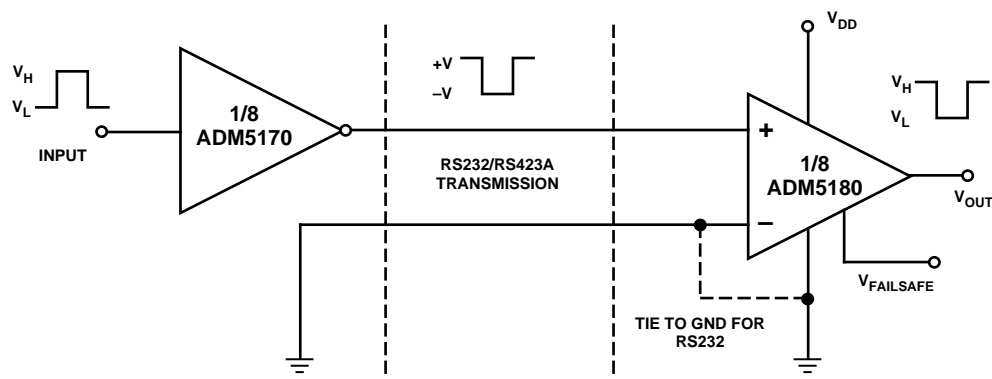 V_H
V_L
INPUT
1/8
ADM5170
+V
–V
RS232/RS423A
TRANSMISSION
V_DD
V_H
V_L
+
1/8
ADM5180
–
V_OUT
V_FAILSAFE
TIE TO GND FOR
RS232